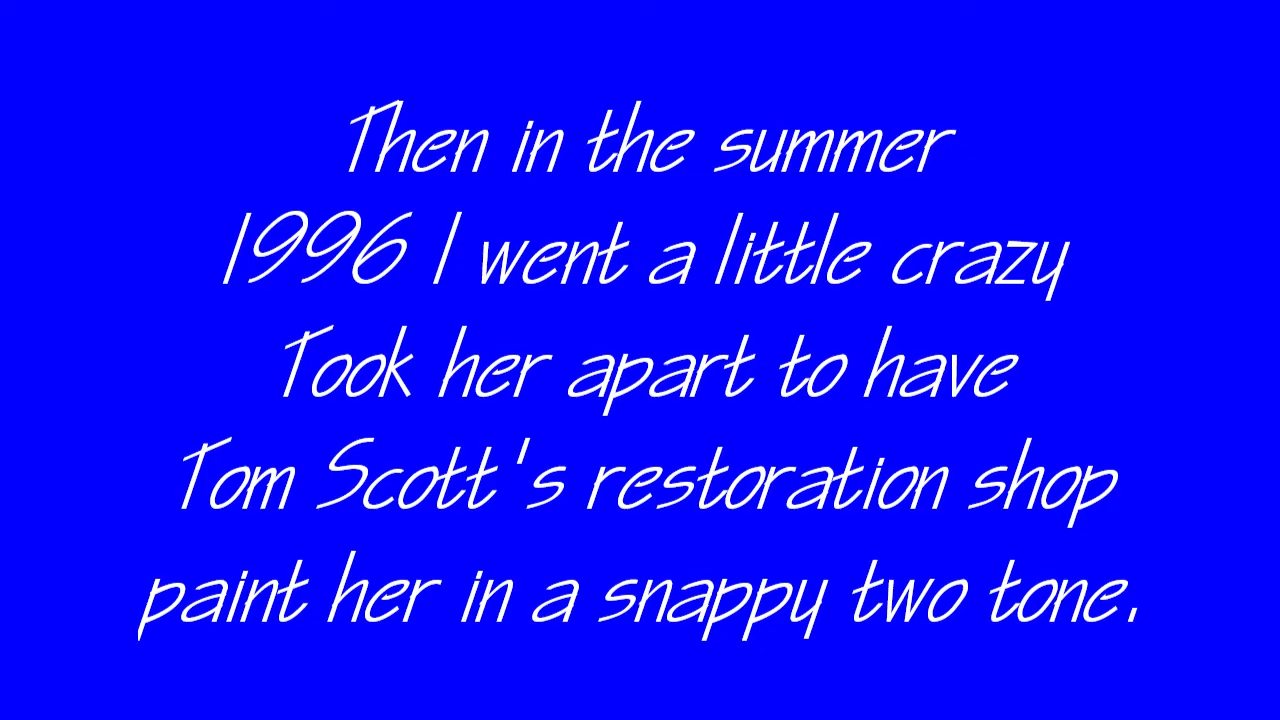 Then in the summer
1996 I went a little crazy
Took her apart to have
Tom Scott's restoration shop
paint her in a snappy two tone.